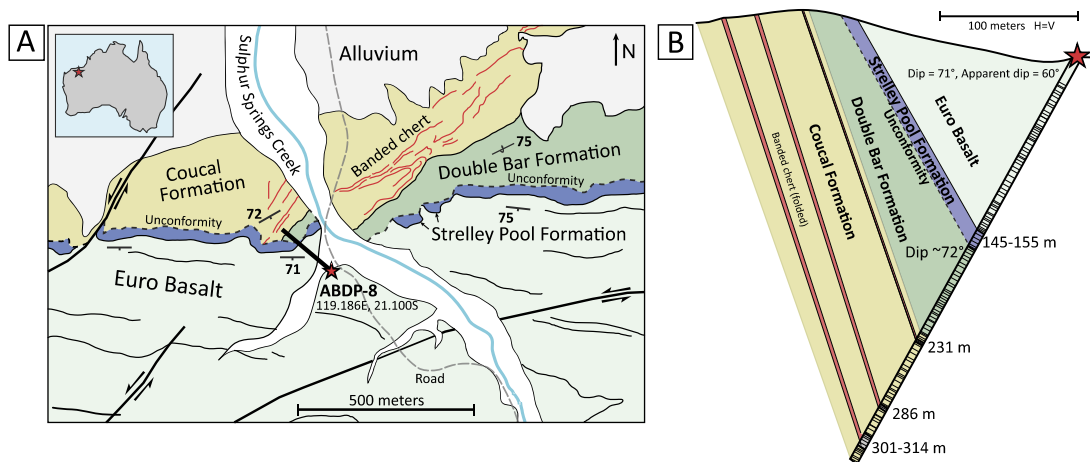 A
N
Alluvium
Sulphur Springs Creek
Banded chert
75
Double Bar Formation
Unconformity
Coucal
Formation
72
Unconformity
75
Strelley Pool Formation
71
Euro Basalt
ABDP-8
119.186E, 21.100S
Road
500 meters
B
100 meters H=V
Dip = 71°, Apparent dip = 60°
Strelley Pool Formation
Unconformity
Euro Basalt
Double Bar Formation
Coucal Formation
Banded chert (folded)
Dip ~72°
145-155 m
231 m
286 m
301-314 m